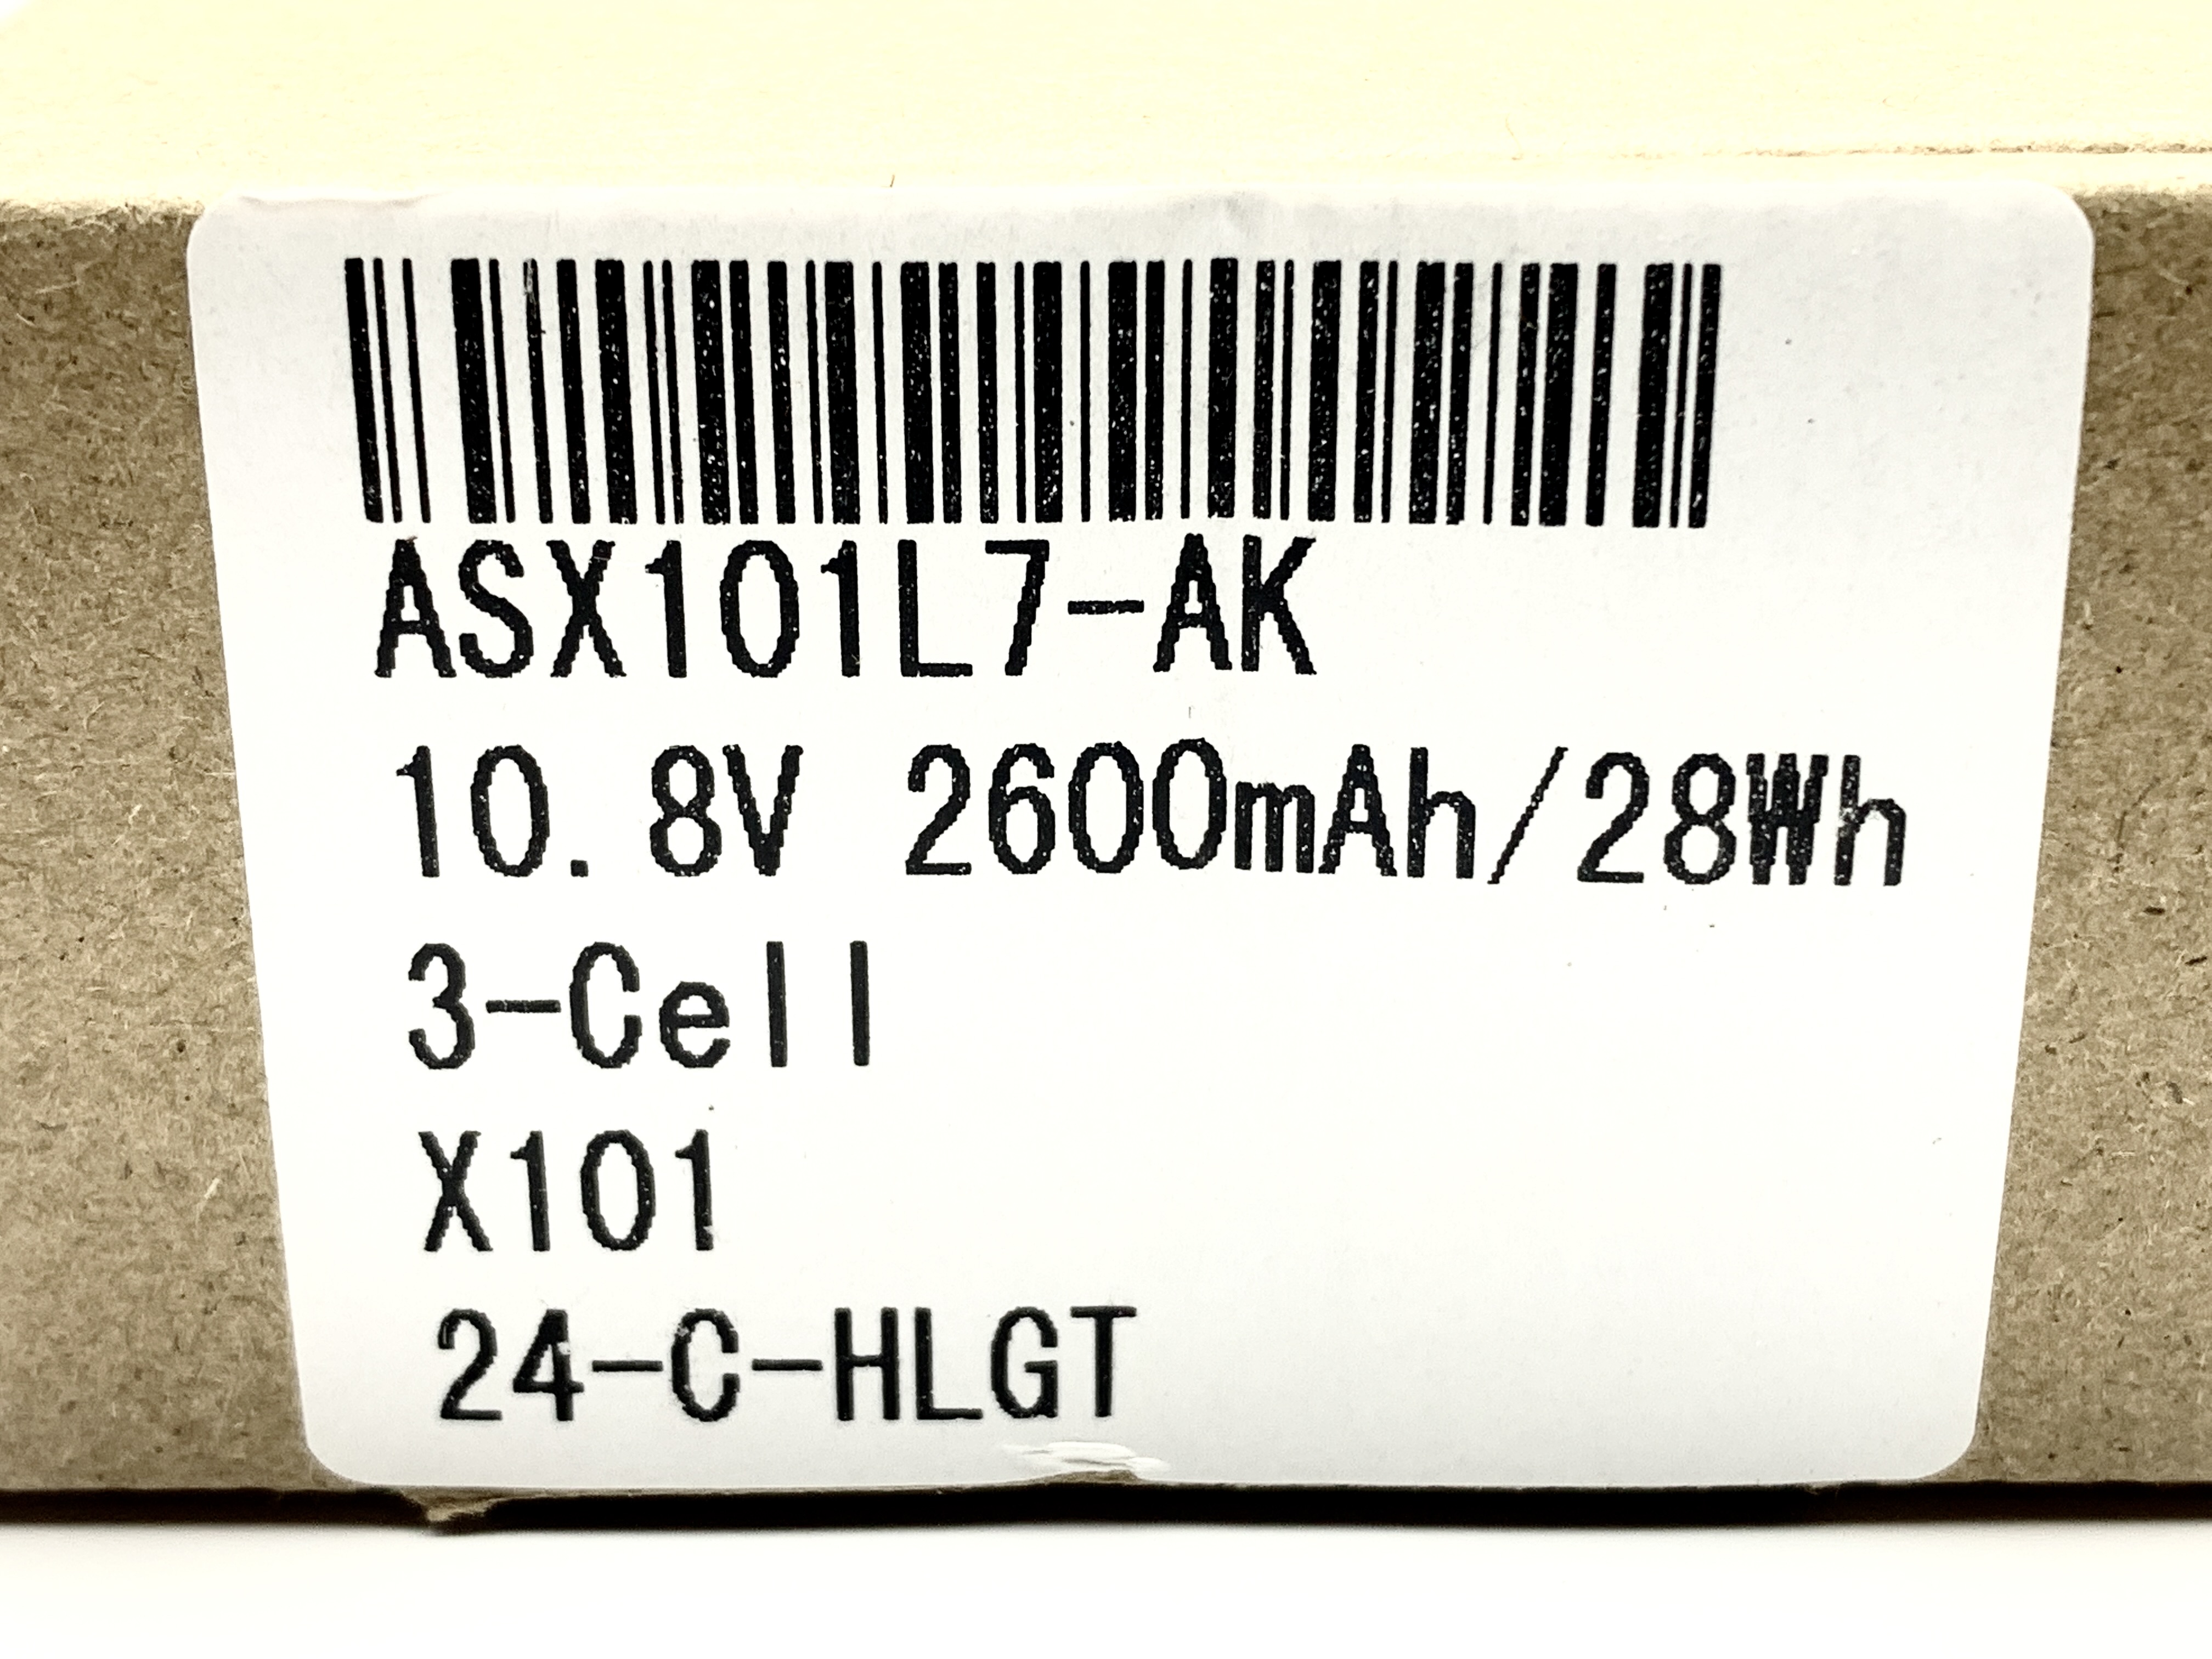 ASX101L7-AK
10.8V 2600mAh/28Wh
3-Cell
X101
24-C-HLGT